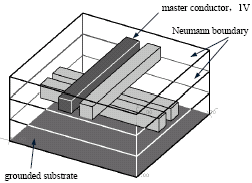 master conductor, 1V
Neumann boundary
grounded substrate